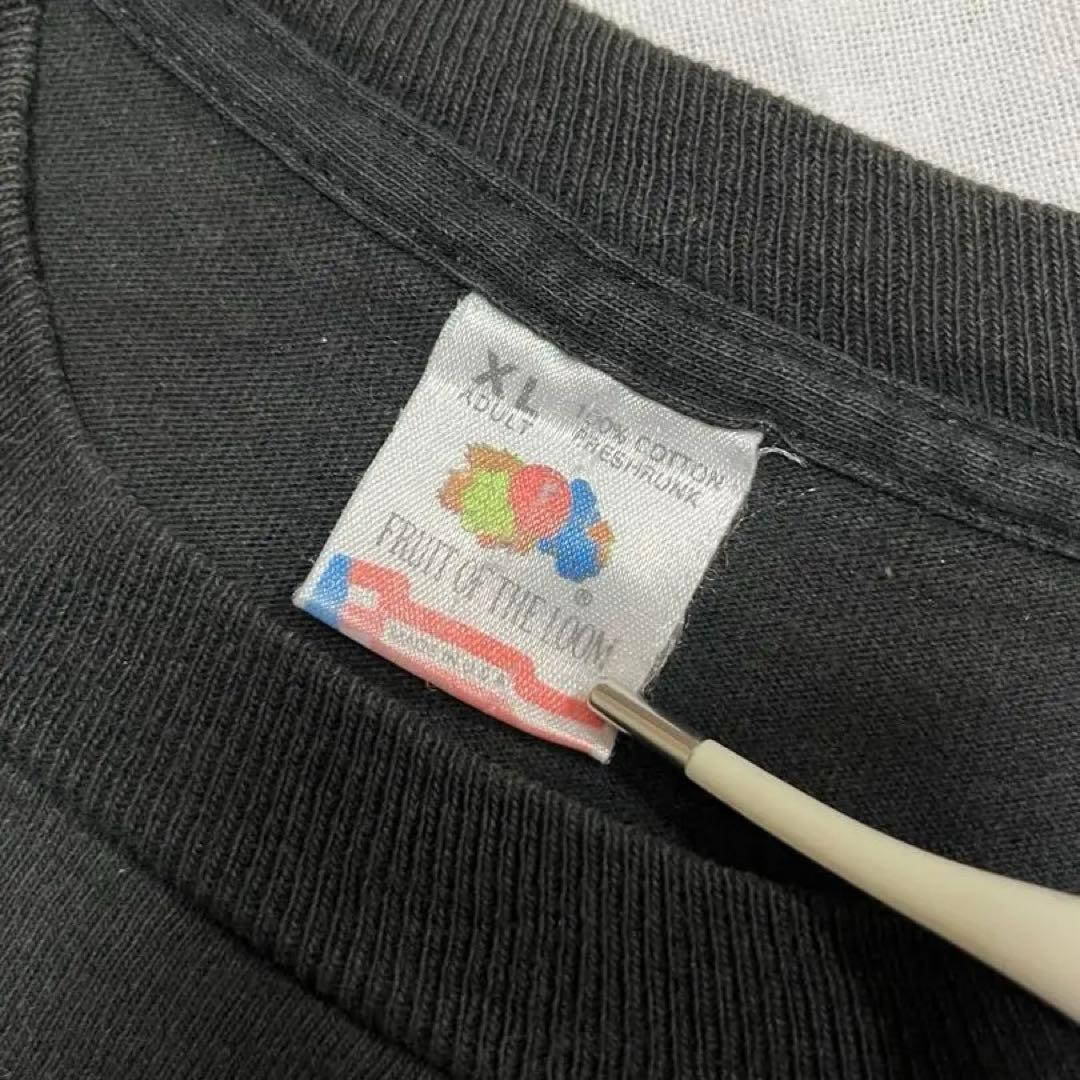 XL
ADULT
100% COTTON
PRESHRUNK
FRUIT OF THE LOOM
®